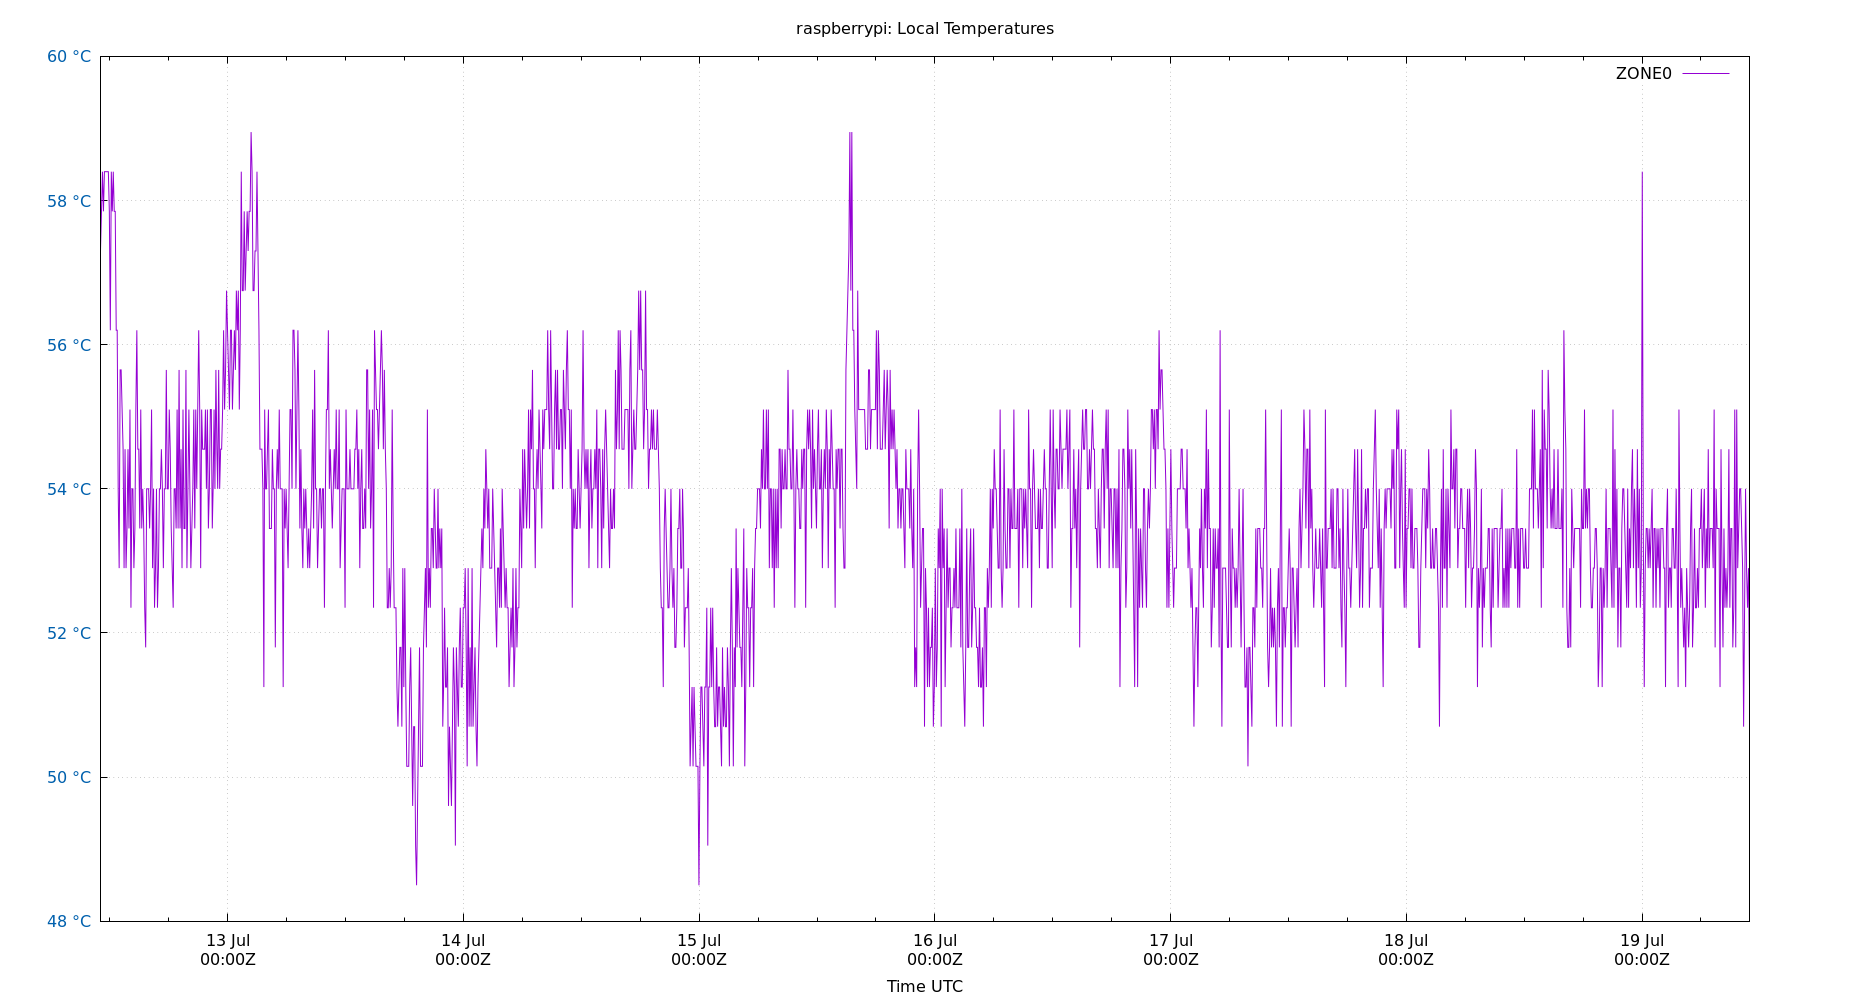 raspberrypi: Local Temperatures
60 °C
ZONE0
58 °C
56 °C
54 °C
52 °C
50 °C
48 °C
13 Jul 14 Jul 15 Jul 16 Jul 17 Jul 18 Jul 19 Jul
00:00Z 00:00Z 00:00Z 00:00Z 00:00Z 00:00Z 00:00Z
Time UTC